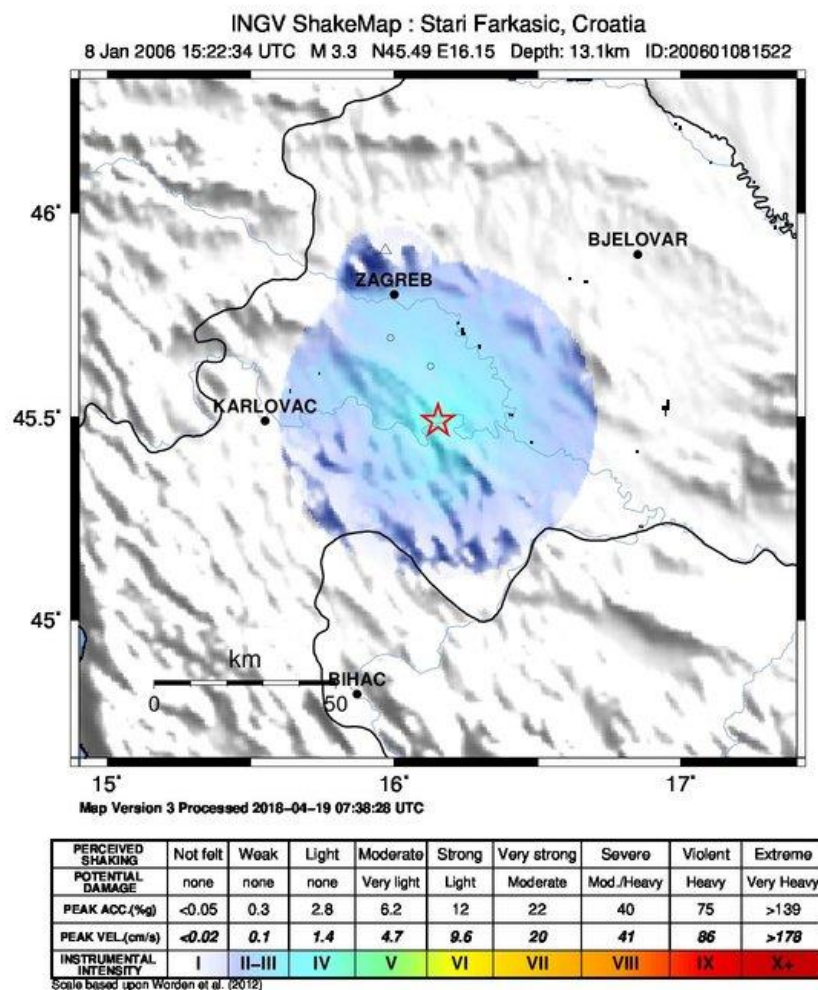 INGV ShakeMap : Stari Farkasic, Croatia
8 Jan 2006 15:22:34 UTC M 3.3 N45.49 E16.15 Depth: 13.1km ID:200601081522
46°
BJELOVAR
ZAGREB
45.5°
KARLOVAC
45°
km
BIHAC
0 50
15° 16° 17°
Map Version 3 Processed 2018-04-19 07:38:28 UTC
PERCEIVED SHAKING Not felt Weak Light Moderate Strong Very strong Severe Violent Extreme
POTENTIAL DAMAGE none none none Very light Light Moderate Mod./Heavy Heavy Very Heavy
PEAK ACC.(%g) <0.05 0.3 2.8 6.2 12 22 40 75 >139
PEAK VEL.(cm/s) <0.02 0.1 1.4 4.7 9.6 20 41 86 >178
INSTRUMENTAL INTENSITY I II-III IV V VI VII VIII IX X+
Scale based upon Worden et al. (2012)